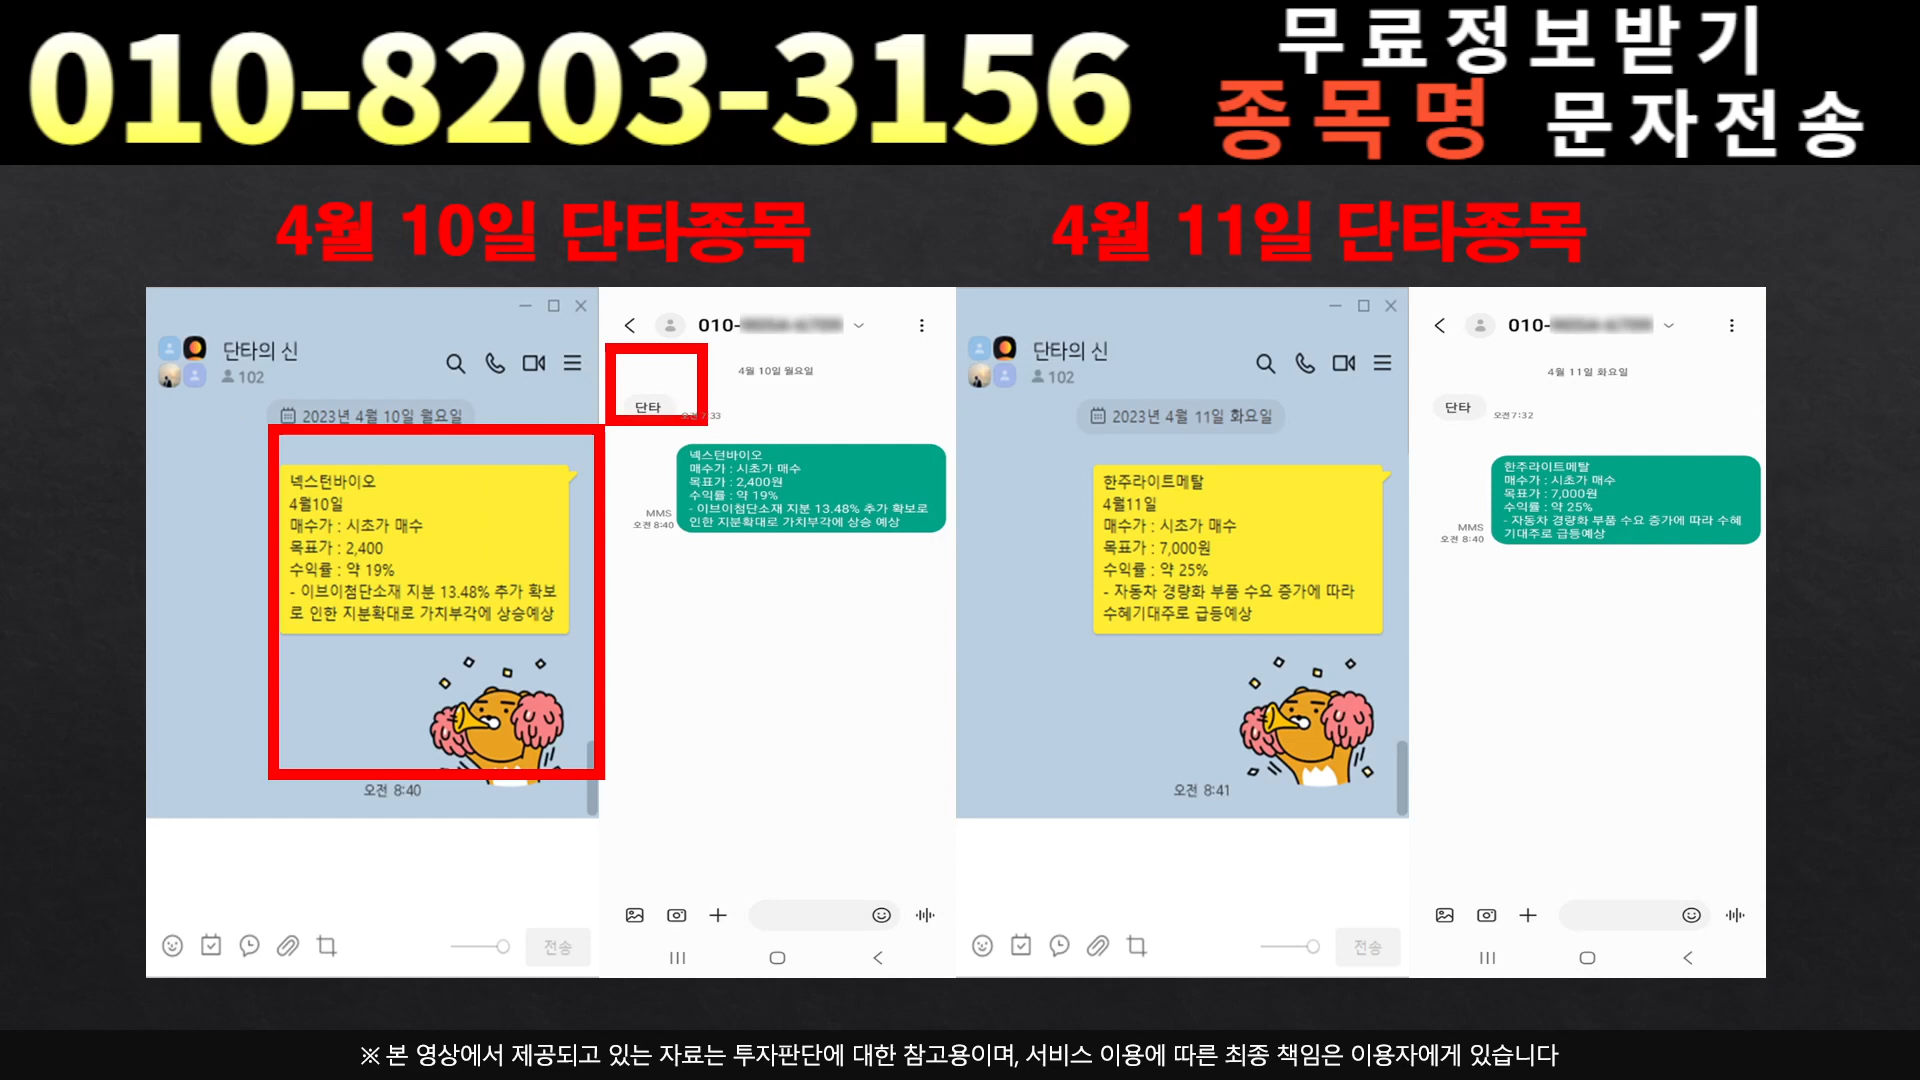 010-8203-3156
무료정보받기
종목명 문자전송
4월 10일 단타종목
4월 11일 단타종목
단타의 신
102
2023년 4월 10일 월요일
넥스턴바이오
4월10일
매수가 : 시초가 매수
목표가 : 2,400
수익률 : 약 19%
- 이브이첨단소재 지분 13.48% 추가 확보
로 인한 지분확대로 가치부각에 상승예상
오전 8:40
전송
010-
4월 10일 월요일
단타
오전 7:33
넥스턴바이오
매수가 : 시초가 매수
목표가 : 2,400원
수익률 : 약 19%
- 이브이첨단소재 지분 13.48% 추가 확보로
인한 지분확대로 가치부각에 상승 예상
MMS
오전 8:40
단타의 신
102
2023년 4월 11일 화요일
한주라이트메탈
4월11일
매수가 : 시초가 매수
목표가 : 7,000원
수익률 : 약 25%
- 자동차 경량화 부품 수요 증가에 따라
수혜기대주로 급등예상
오전 8:41
전송
010-
4월 11일 화요일
단타
오전 7:32
한주라이트메탈
매수가 : 시초가 매수
목표가 : 7,000원
수익률 : 약 25%
- 자동차 경량화 부품 수요 증가에 따라 수혜
기대주로 급등예상
MMS
오전 8:40
※ 본 영상에서 제공되고 있는 자료는 투자판단에 대한 참고용이며, 서비스 이용에 따른 최종 책임은 이용자에게 있습니다